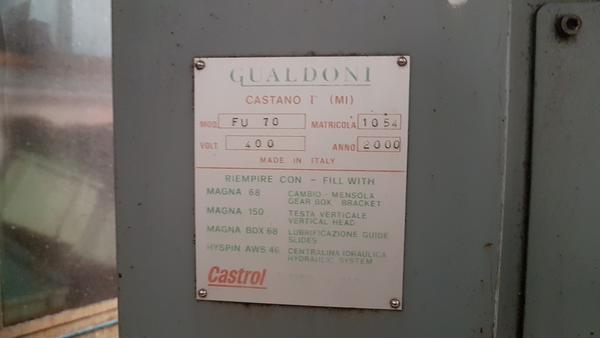 GUALDONI
CASTANO Iº (MI)
MOD. FU 70 MATRICOLA 1054
VOLT. 400 ANNO 2000
MADE IN ITALY
RIEMPIRE CON - FILL WITH
MAGNA 68 CAMBIO - MENSOLA
GEAR BOX BRACKET
MAGNA 150 TESTA VERTICALE
VERTICAL HEAD
MAGNA BDX 68 LUBRIFICAZIONE GUIDE
SLIDES
HYSPIN AWS 46 CENTRALINA IDRAULICA
HYDRAULIC SYSTEM
Castrol